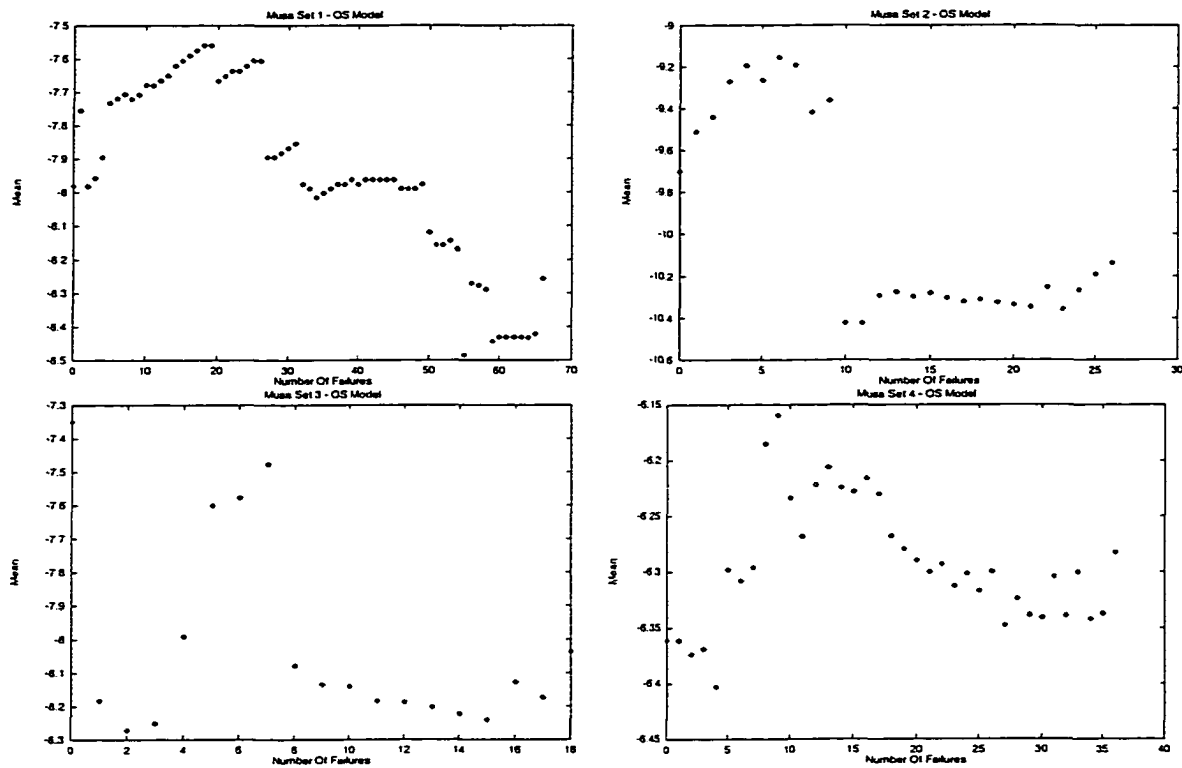 Musa Set 1 - OS Model
-7.5
-7.6
-7.7
-7.8
-7.9
-8
-8.1
-8.2
-8.3
-8.4
-8.5
Mean
0 10 20 30 40 50 60 70
Number Of Failures
Musa Set 2 - OS Model
-9
-9.2
-9.4
-9.6
-9.8
-10
-10.2
-10.4
-10.6
Mean
0 5 10 15 20 25 30
Number Of Failures
Musa Set 3 - OS Model
-7.3
-7.4
-7.5
-7.6
-7.7
-7.8
-7.9
-8
-8.1
-8.2
-8.3
Mean
0 2 4 6 8 10 12 14 16 18
Number Of Failures
Musa Set 4 - OS Model
-6.15
-6.2
-6.25
-6.3
-6.35
-6.4
-6.45
Mean
0 5 10 15 20 25 30 35 40
Number Of Failures